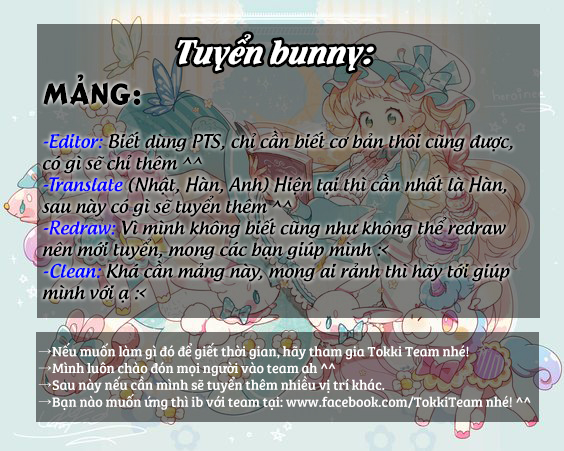 Tuyển bunny:
MẢNG:
-Editor: Biết dùng PTS, chỉ cần biết cơ bản thôi cũng được,
có gì sẽ chỉ thêm ^^
-Translate (Nhật, Hàn, Anh) Hiện tại thì cần nhất là Hàn,
sau này có gì sẽ tuyển thêm ^^
-Redraw: Vì mình không biết cũng như không thể redraw
nên mới tuyển, mong các bạn giúp mình :<
-Clean: Khá cần mảng này, mong ai rảnh thì hãy tới giúp
mình với ạ :<
→Nếu muốn làm gì đó để giết thời gian, hãy tham gia Tokki Team nhé!
→Mình luôn chào đón mọi người vào team ah ^^
→Sau này nếu cần mình sẽ tuyển thêm nhiều vị trí khác.
→Bạn nào muốn ứng thì ib với team tại: www.facebook.com/TokkiTeam nhé! ^^